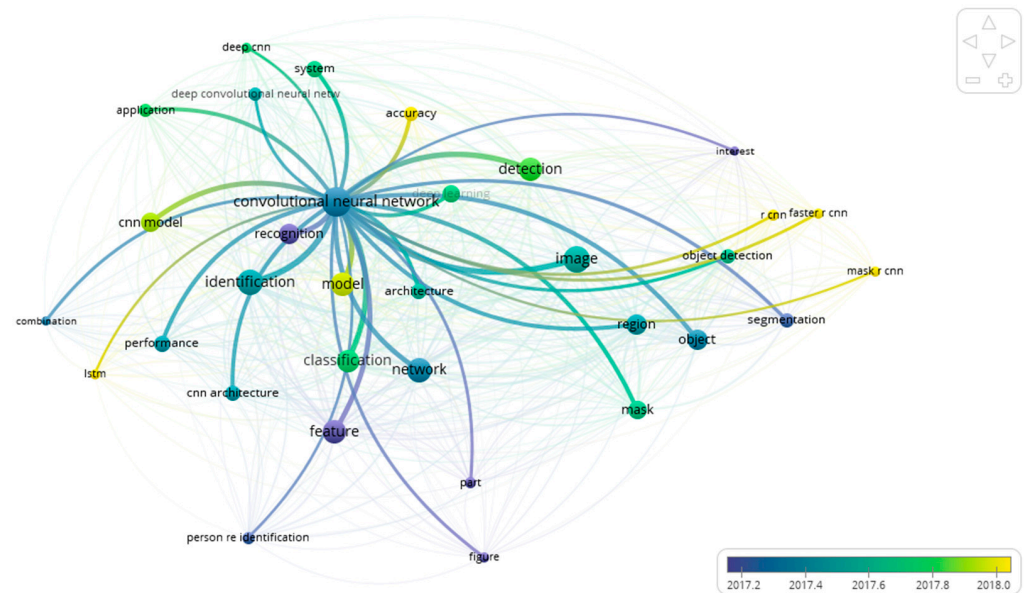 deep cnn
system
deep convolutional neural netw
application
accuracy
interest
detection
deep learning
convolutional neural network
r cnn
faster r cnn
cnn model
recognition
object detection
image
mask r cnn
identification
model
architecture
combination
segmentation
region
performance
object
classification
network
lstm
cnn architecture
mask
feature
part
person re identification
figure
2017.2 2017.4 2017.6 2017.8 2018.0